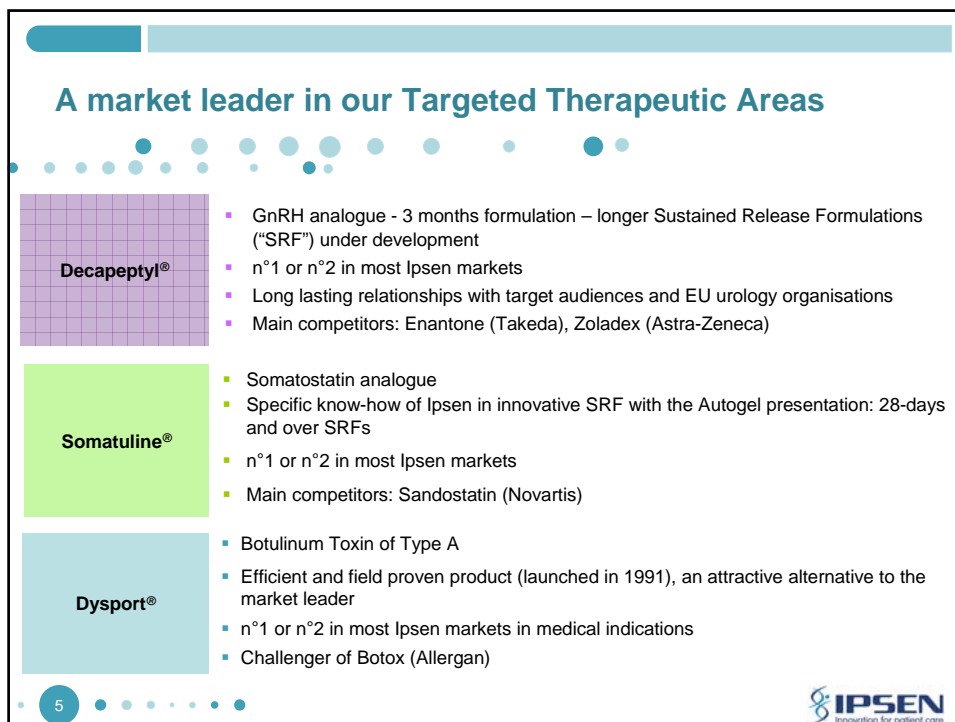 A market leader in our Targeted Therapeutic Areas
Decapeptyl®
▪ GnRH analogue - 3 months formulation – longer Sustained Release Formulations
(“SRF”) under development
▪ n°1 or n°2 in most Ipsen markets
▪ Long lasting relationships with target audiences and EU urology organisations
▪ Main competitors: Enantone (Takeda), Zoladex (Astra-Zeneca)
Somatuline®
▪ Somatostatin analogue
▪ Specific know-how of Ipsen in innovative SRF with the Autogel presentation: 28-days
and over SRFs
▪ n°1 or n°2 in most Ipsen markets
▪ Main competitors: Sandostatin (Novartis)
Dysport®
▪ Botulinum Toxin of Type A
▪ Efficient and field proven product (launched in 1991), an attractive alternative to the
market leader
▪ n°1 or n°2 in most Ipsen markets in medical indications
▪ Challenger of Botox (Allergan)
5
IPSEN
Innovation for patient care